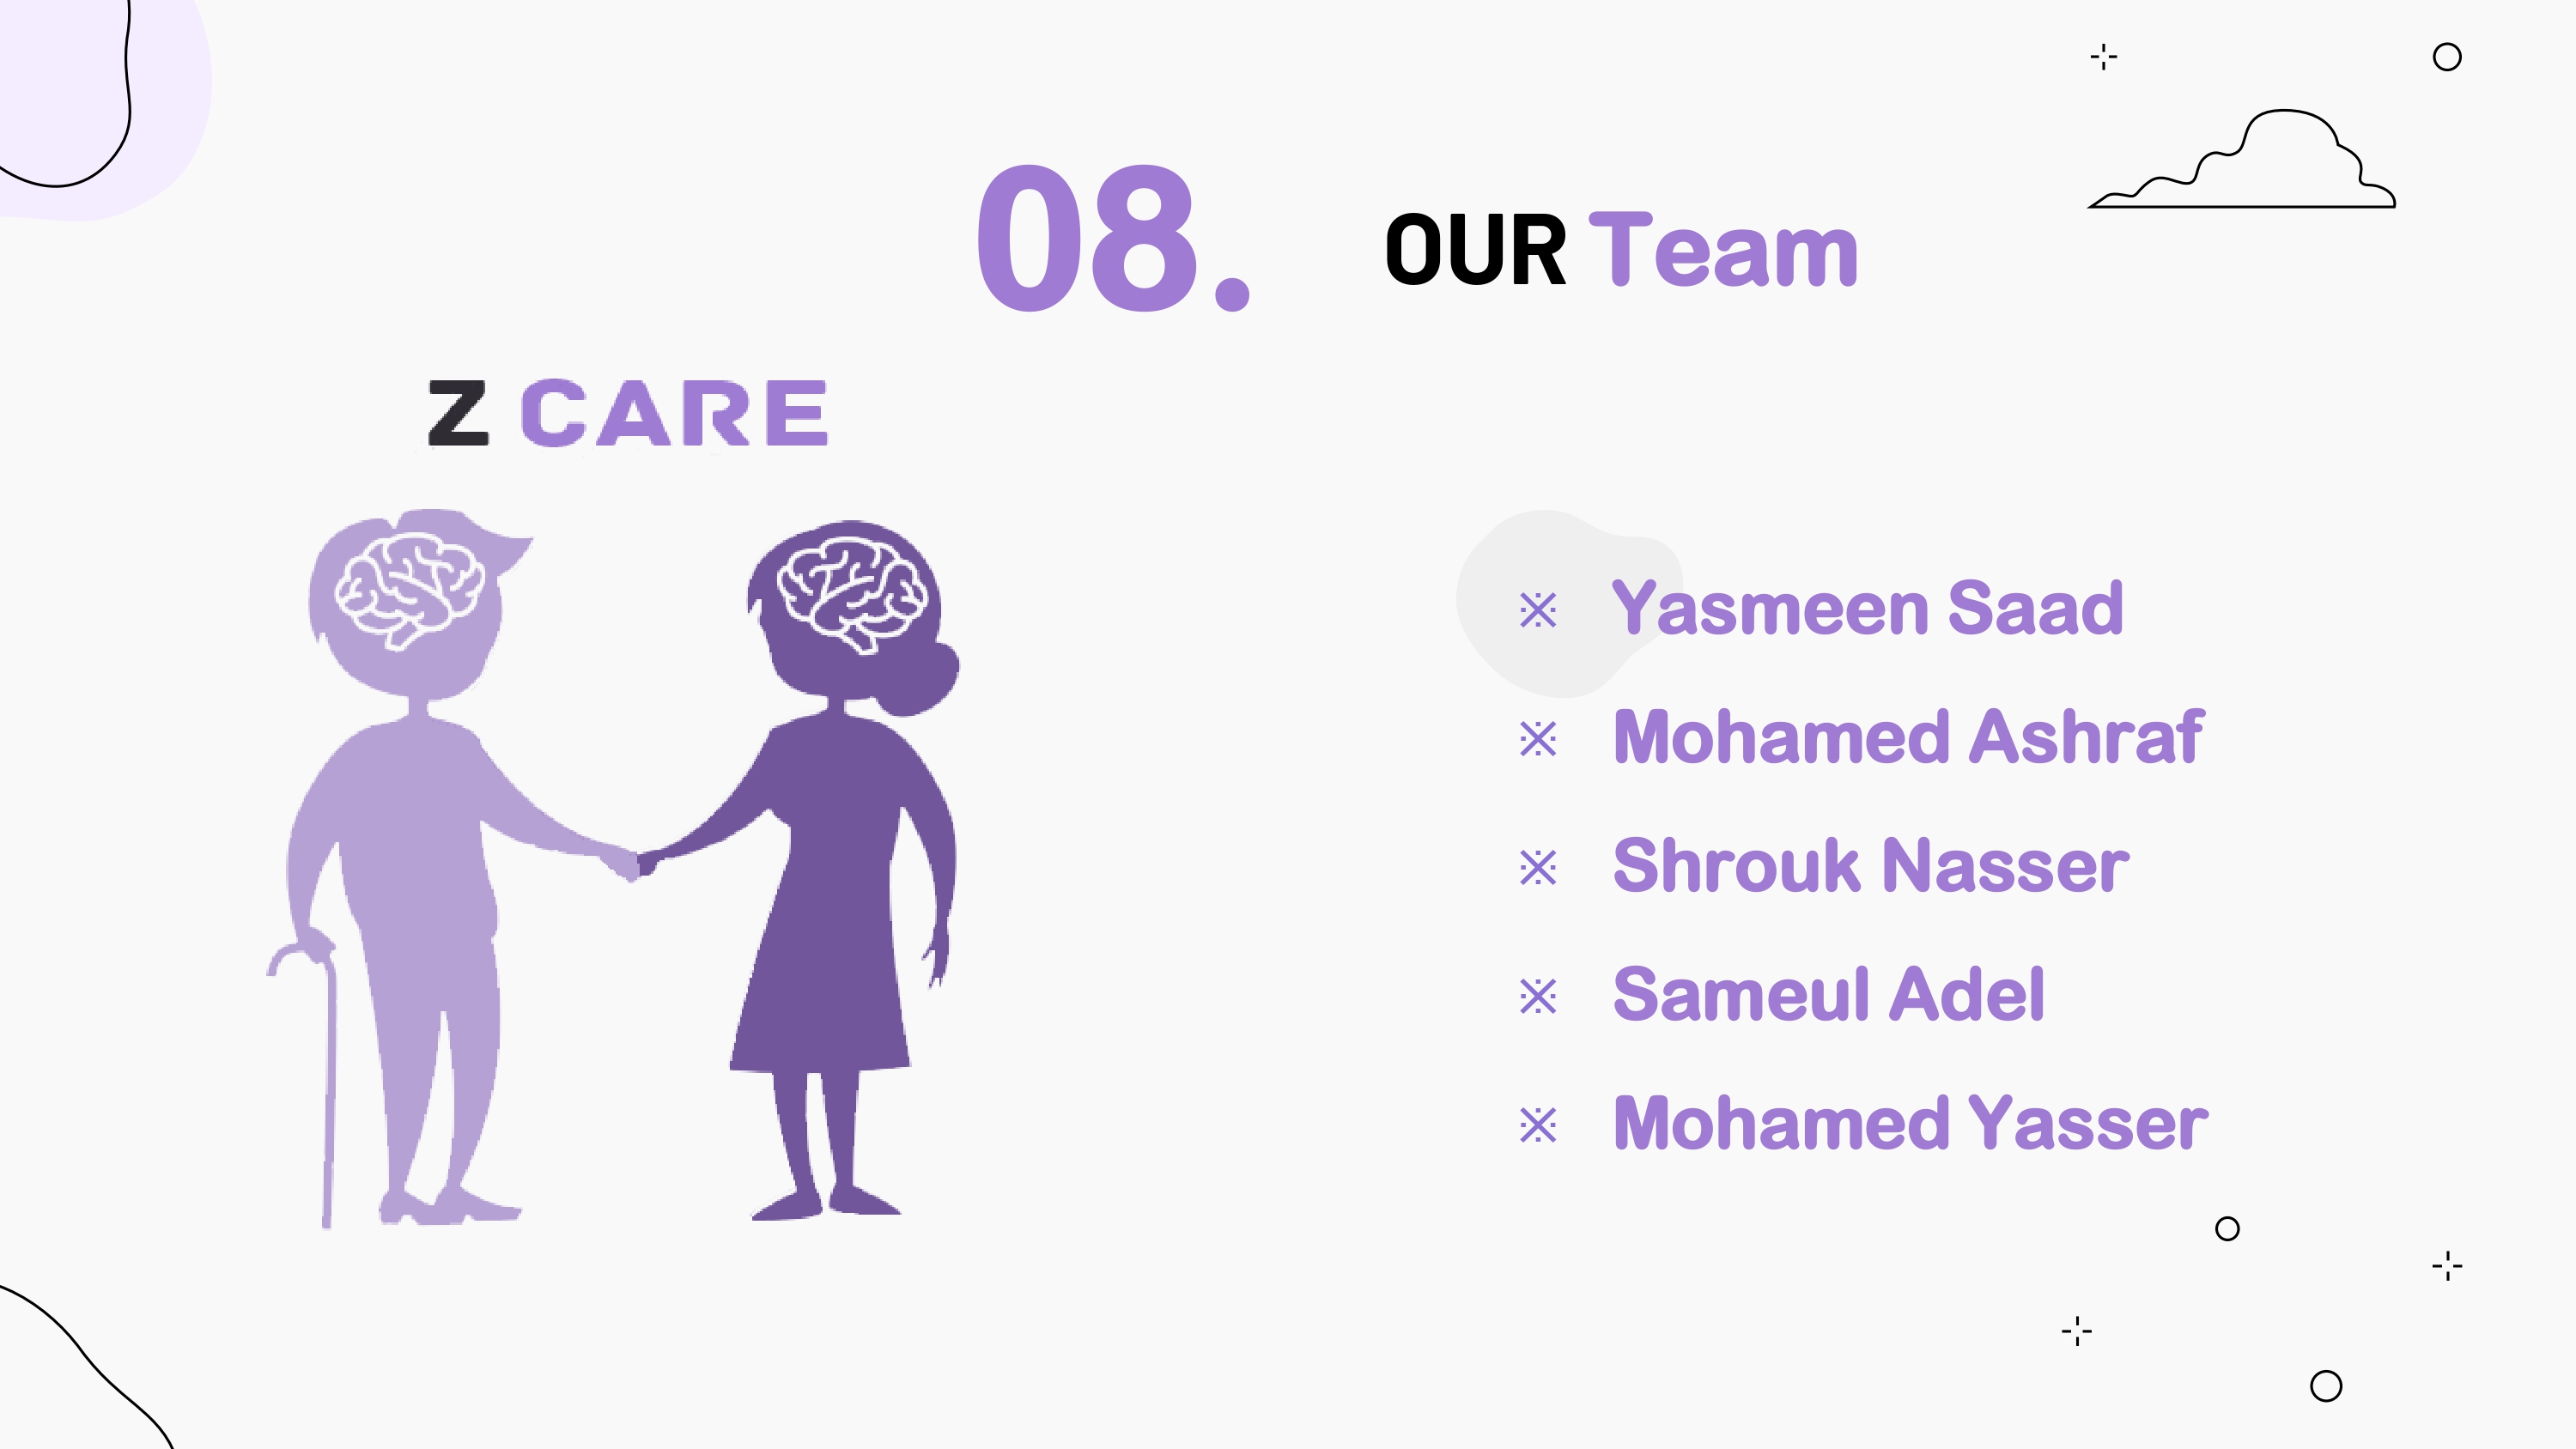 08. OUR Team
Z CARE
※ Yasmeen Saad
※ Mohamed Ashraf
※ Shrouk Nasser
※ Sameul Adel
※ Mohamed Yasser